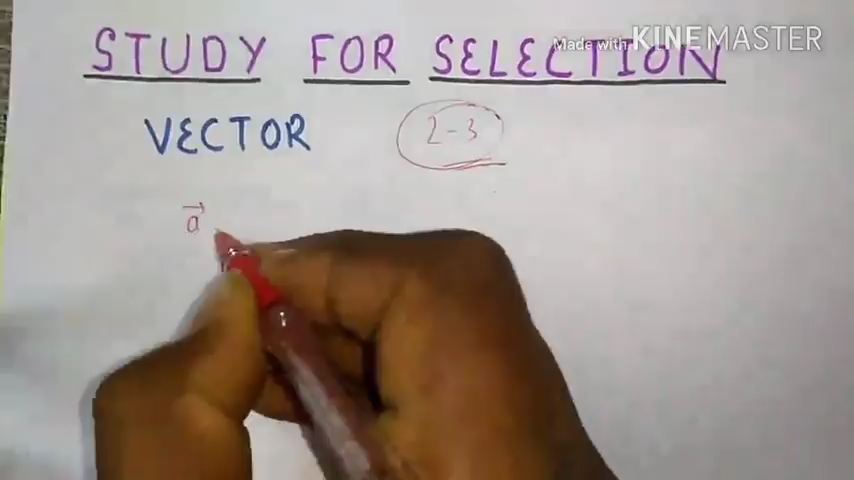 STUDY FOR SELECTION
Made with KINEMASTER
VECTOR 2-3
a⃗